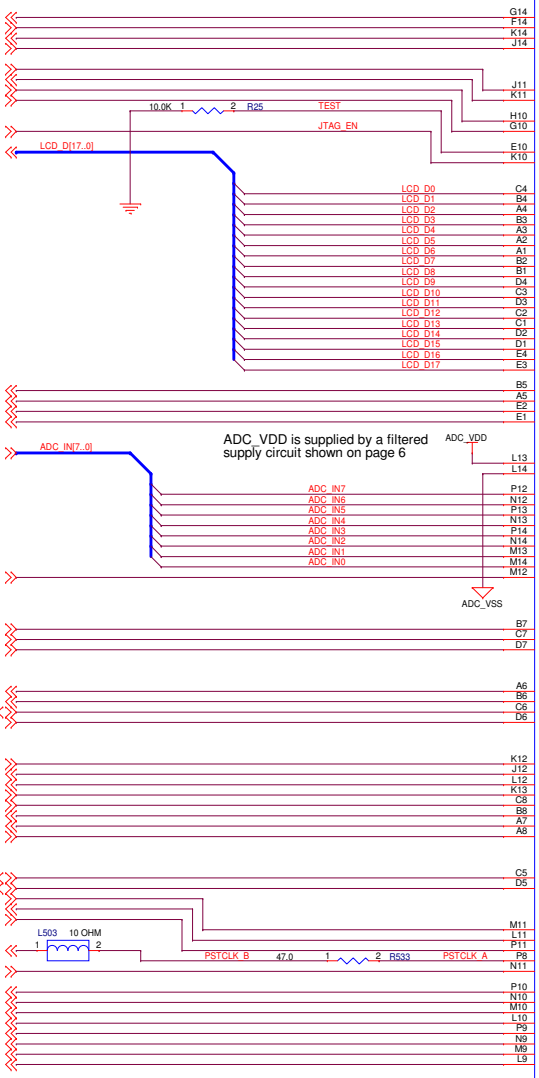 G14
F14
K14
J14
J11
K11
H10
10.0K 1 2 R25 TEST
G10
JTAG_EN
E10
LCD_D[17..0]
K10
LCD_D0 C4
LCD_D1 B4
LCD_D2 A4
LCD_D3 B3
LCD_D4 A3
LCD_D5 A2
LCD_D6 A1
LCD_D7 B2
LCD_D8 B1
LCD_D9 D4
LCD_D10 C3
LCD_D11 D3
LCD_D12 C2
LCD_D13 C1
LCD_D14 D2
LCD_D15 D1
LCD_D16 E4
LCD_D17 E3
B5
A5
E2
E1
ADC_IN[7..0]
ADC_VDD is supplied by a filtered
supply circuit shown on page 6
ADC_VDD
L13
L14
ADC_IN7 P12
ADC_IN6 N12
ADC_IN5 P13
ADC_IN4 N13
ADC_IN3 P14
ADC_IN2 N14
ADC_IN1 M13
ADC_IN0 M14
M12
ADC_VSS
B7
C7
D7
A6
B6
C6
D6
K12
J12
L12
K13
C8
B8
A7
A8
C5
D5
M11
L503 10 OHM
L11
1 2
P11
PSTCLK_B 47.0 1 2 R533 PSTCLK_A P8
N11
P10
N10
M10
L10
P9
N9
M9
L9